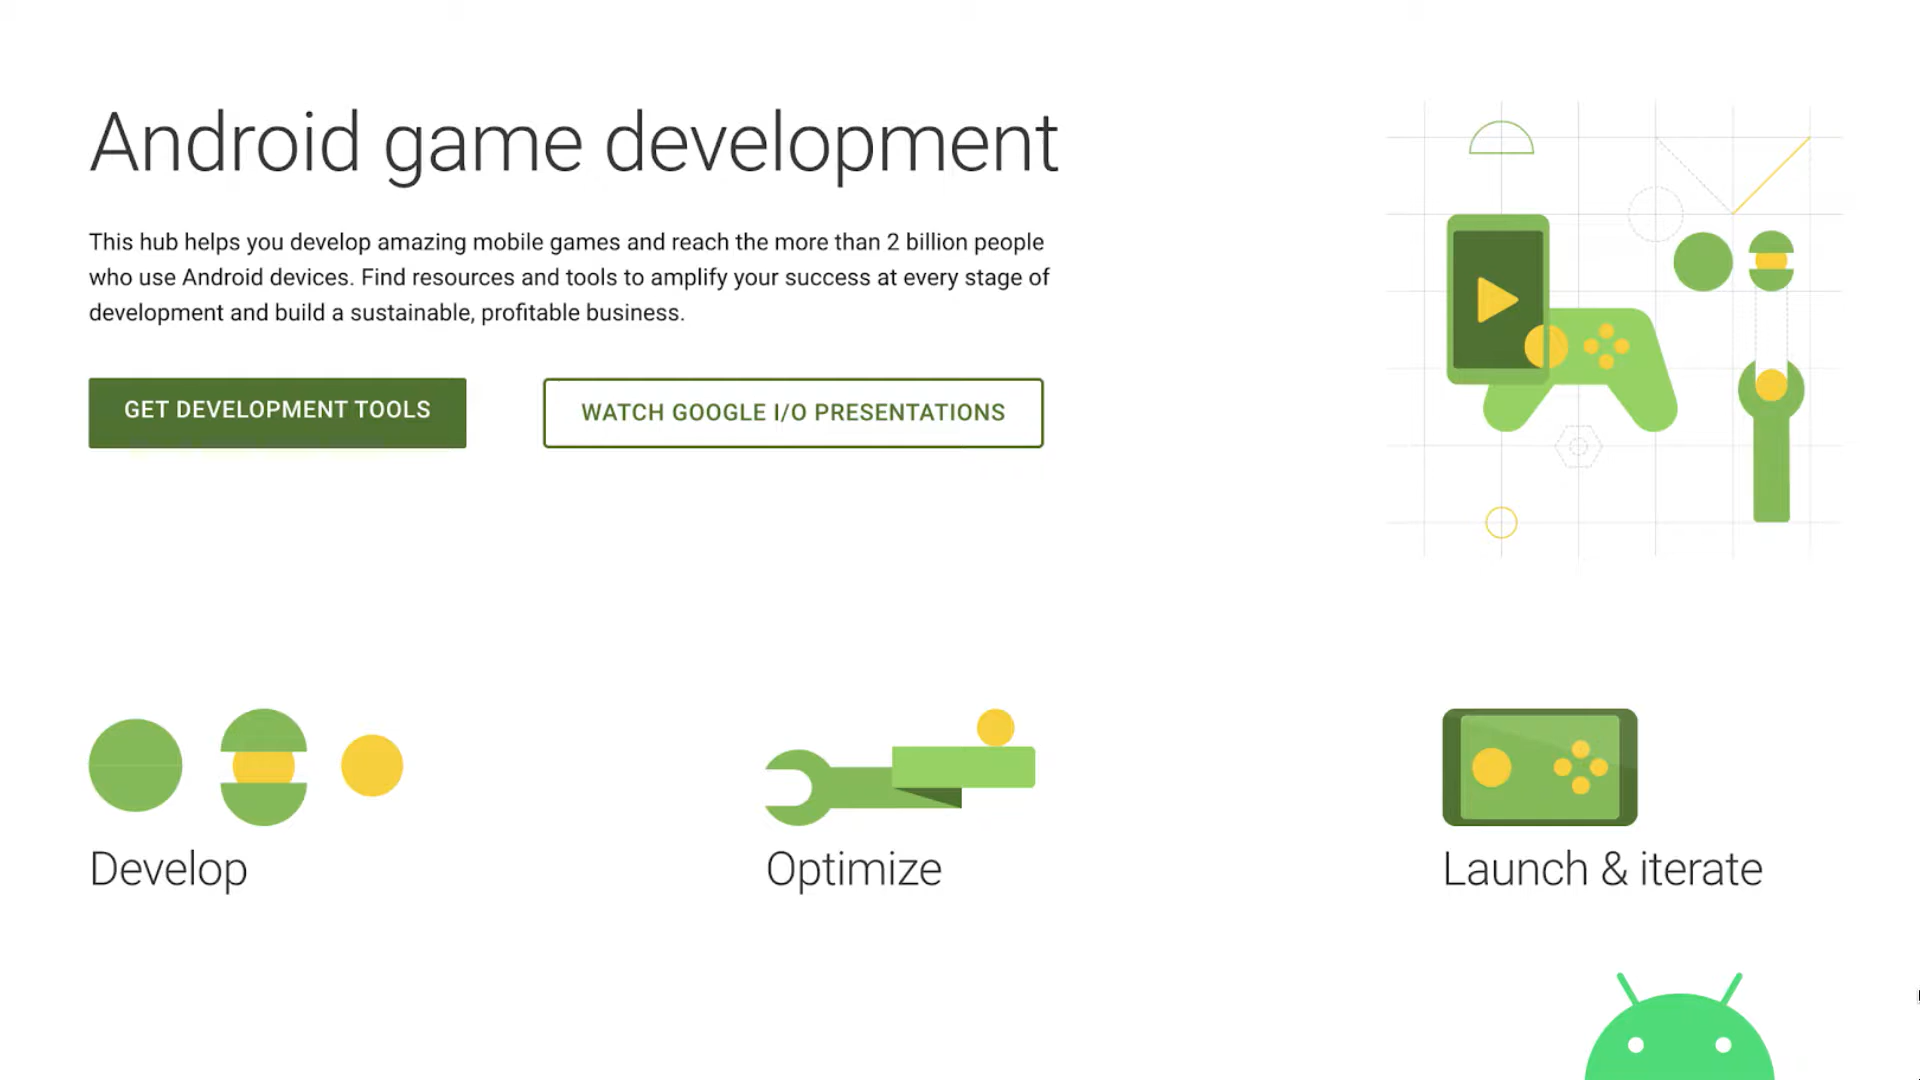 Android game development
This hub helps you develop amazing mobile games and reach the more than 2 billion people
who use Android devices. Find resources and tools to amplify your success at every stage of
development and build a sustainable, profitable business.
GET DEVELOPMENT TOOLS
WATCH GOOGLE I/O PRESENTATIONS
Develop
Optimize
Launch & iterate